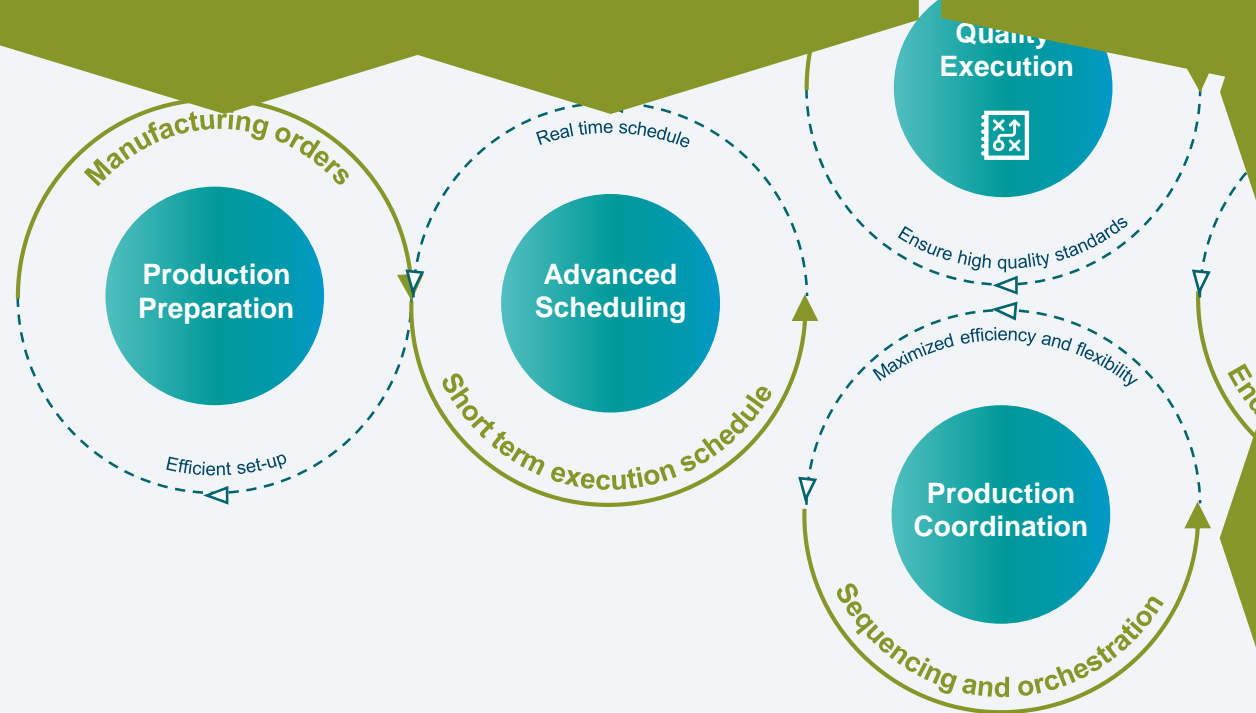 Quality
Execution
Manufacturing orders
Real time schedule
Production
Preparation
Advanced
Scheduling
Ensure high quality standards
Maximized efficiency and flexibility
Short term execution schedule
Efficient set-up
Production
Coordination
Sequencing and orchestration